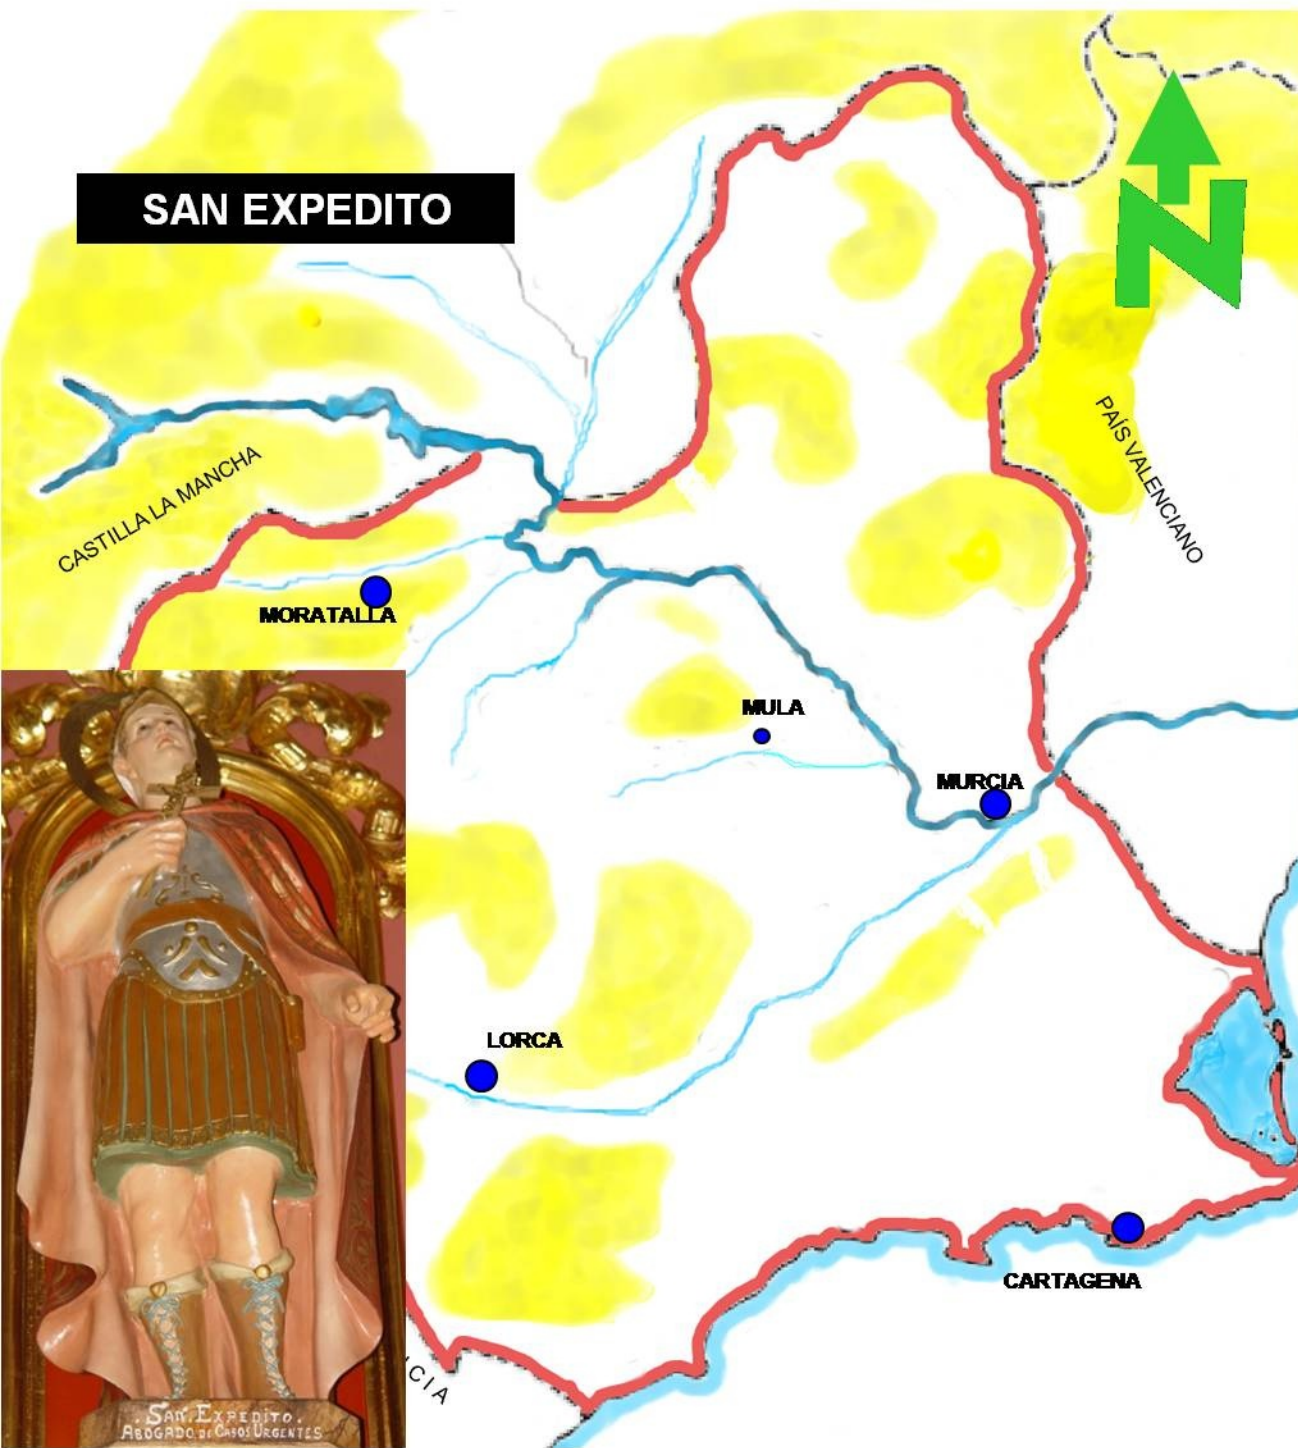 SAN EXPEDITO
N
PAÍS VALENCIANO
CASTILLA LA MANCHA
MORATALLA
MULA
MURCIA
LORCA
CARTAGENA
CIA
. SAN. EXPEDITO.
ABOGADO DE CASOS URGENTES